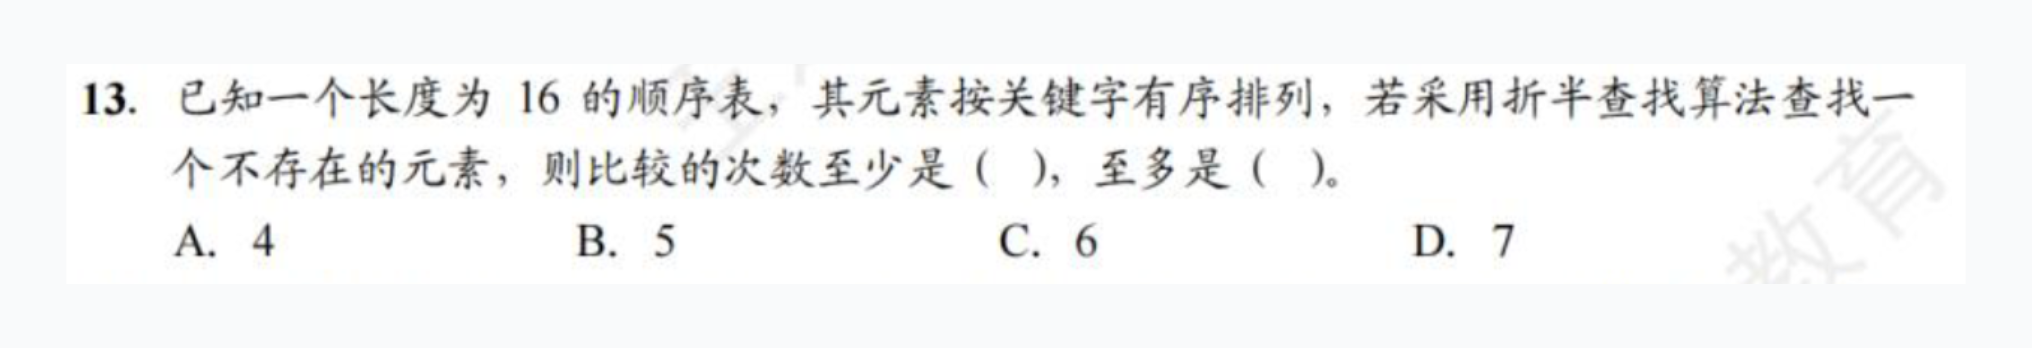 13. 已知一个长度为 16 的顺序表，其元素按关键字有序排列，若采用折半查找算法查找一
个不存在的元素，则比较的次数至少是（ ），至多是（ ）。
A. 4 B. 5 C. 6 D. 7
教育